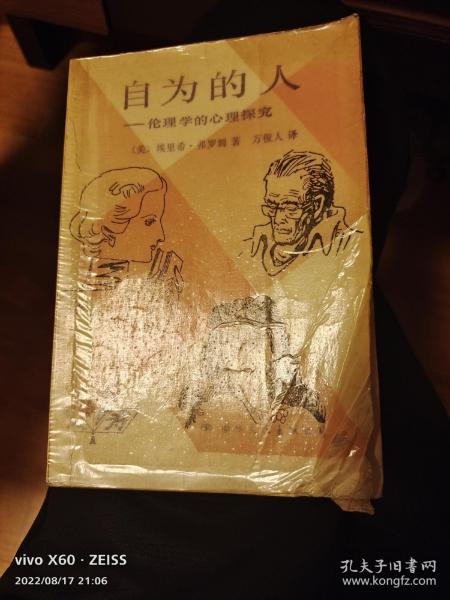 自为的人
—伦理学的心理探究
〔美〕埃里希·弗罗姆 著 万俊人 译
vivo X60 · ZEISS
2022/08/17 21:06
孔夫子旧书网
www.kongfz.com